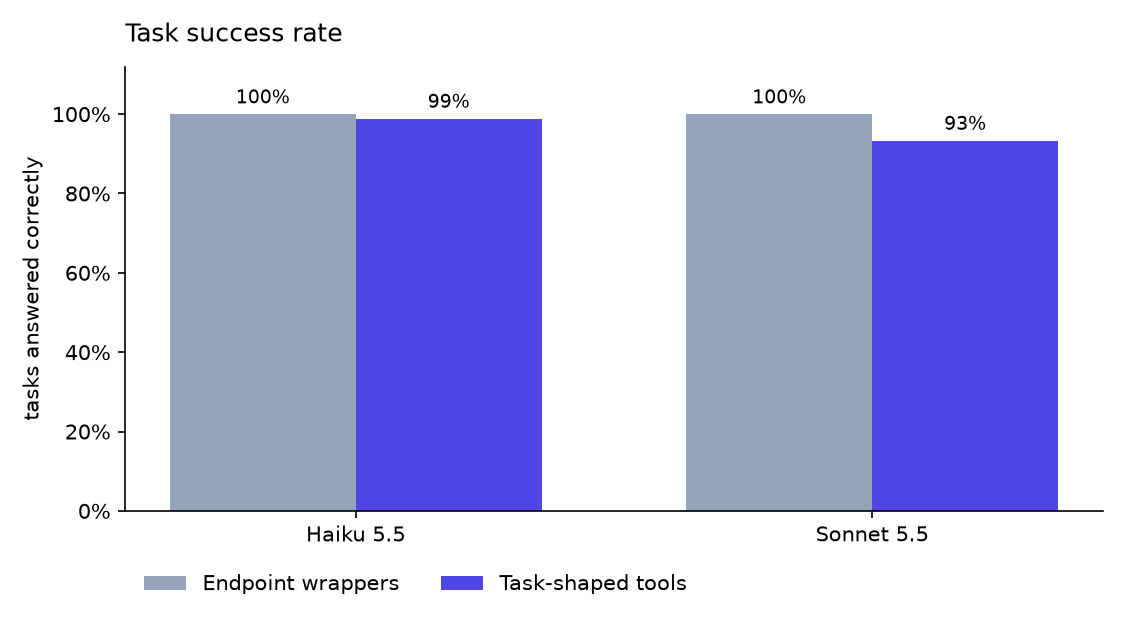 Task success rate
100%
99%
100%
93%
100%
80%
60%
40%
20%
0%
tasks answered correctly
Haiku 5.5
Sonnet 5.5
Endpoint wrappers
Task-shaped tools